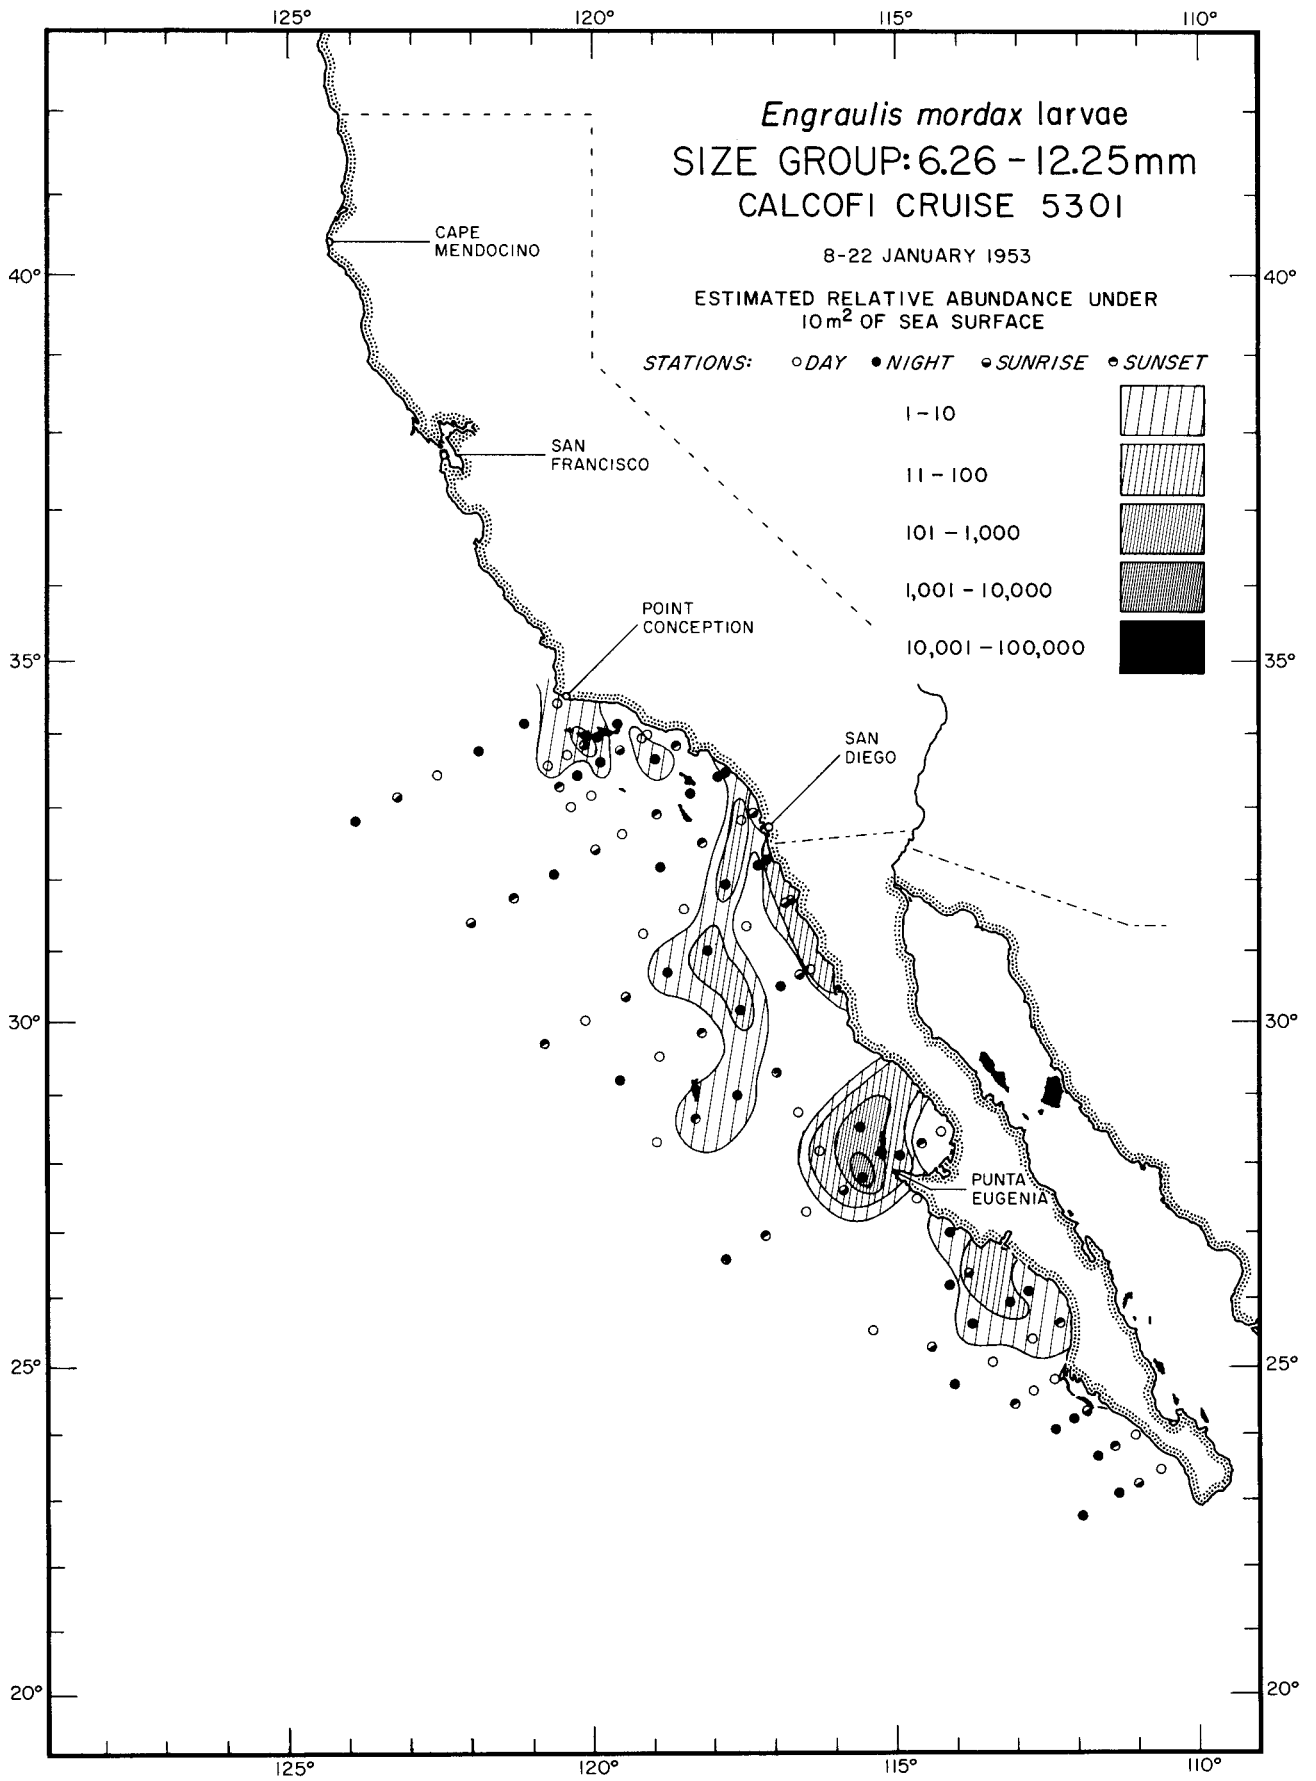 125° 120° 115° 110°
Engraulis mordax larvae
SIZE GROUP: 6.26 - 12.25mm
CALCOFI CRUISE 5301
8-22 JANUARY 1953
ESTIMATED RELATIVE ABUNDANCE UNDER
10m² OF SEA SURFACE
STATIONS: DAY NIGHT SUNRISE SUNSET
1-10
11-100
101-1,000
1,001-10,000
10,001-100,000
CAPE
MENDOCINO
40° 40°
SAN
FRANCISCO
POINT
CONCEPTION
35° 35°
SAN
DIEGO
30° 30°
PUNTA
EUGENIA
25° 25°
20° 20°
125° 120° 115° 110°